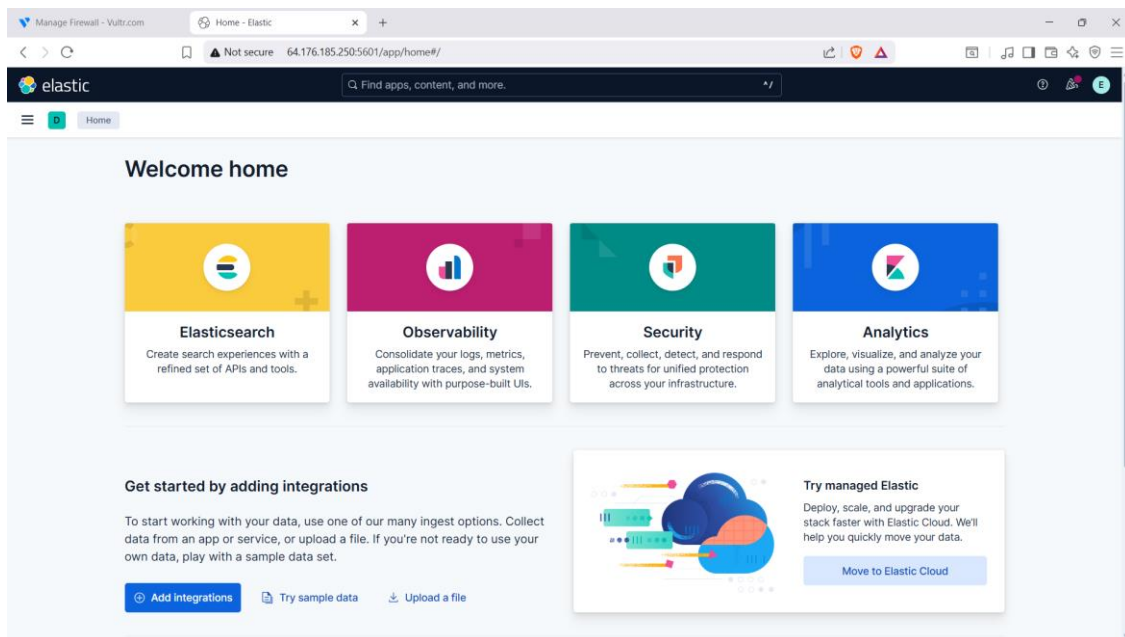 Manage Firewall - Vultr.com
Home - Elastic
Not secure 64.176.185.250:5601/app/home#/
elastic
Find apps, content, and more.
^/
E
D
Home
Welcome home
Elasticsearch
Create search experiences with a
refined set of APIs and tools.
Observability
Consolidate your logs, metrics,
application traces, and system
availability with purpose-built UIs.
Security
Prevent, collect, detect, and respond
to threats for unified protection
across your infrastructure.
Analytics
Explore, visualize, and analyze your
data using a powerful suite of
analytical tools and applications.
Get started by adding integrations
To start working with your data, use one of our many ingest options. Collect
data from an app or service, or upload a file. If you're not ready to use your
own data, play with a sample data set.
Add integrations
Try sample data
Upload a file
Try managed Elastic
Deploy, scale, and upgrade your
stack faster with Elastic Cloud. We'll
help you quickly move your data.
Move to Elastic Cloud